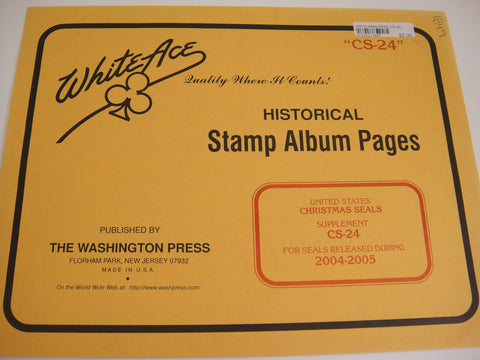 $2.00
"CS-24"
White Ace
Quality Where It Counts!
HISTORICAL
Stamp Album Pages
UNITED STATES
CHRISTMAS SEALS
SUPPLEMENT
CS-24
FOR SEALS RELEASED DURING
2004-2005
PUBLISHED BY
THE WASHINGTON PRESS
FLORHAM PARK, NEW JERSEY 07932
MADE IN U.S.A.
On the World Wide Web at: http://www.washpress.com